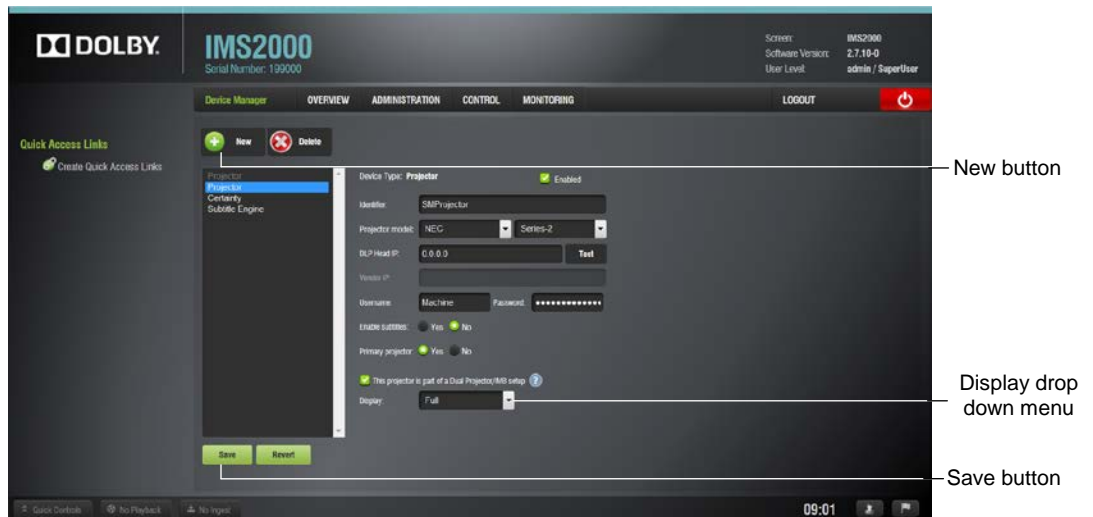 DOLBY.
IMS2000
Serial Number: 199000
Screen: IMS2000
Software Version: 2.7.10-0
User Level: admin / SuperUser
Device Manager OVERVIEW ADMINISTRATION CONTROL MONITORING LOGOUT
Quick Access Links
Create Quick Access Links
New Delete
New button
Projector
Projector
Certainty
Subtitle Engine
Device Type: Projector Enabled
Identifier: SMProjector
Projector model: NEC Series-2
DLP Head IP: 0.0.0.0 Test
Vendor IP:
Username: Machine Password: •••••••••••••
Enable subtitles: Yes No
Primary projector: Yes No
This projector is part of a Dual Projector/IMB setup ?
Display: Full
Display drop
down menu
Save Revert
Save button
Quick Controls No Playback No Ingest 09:01